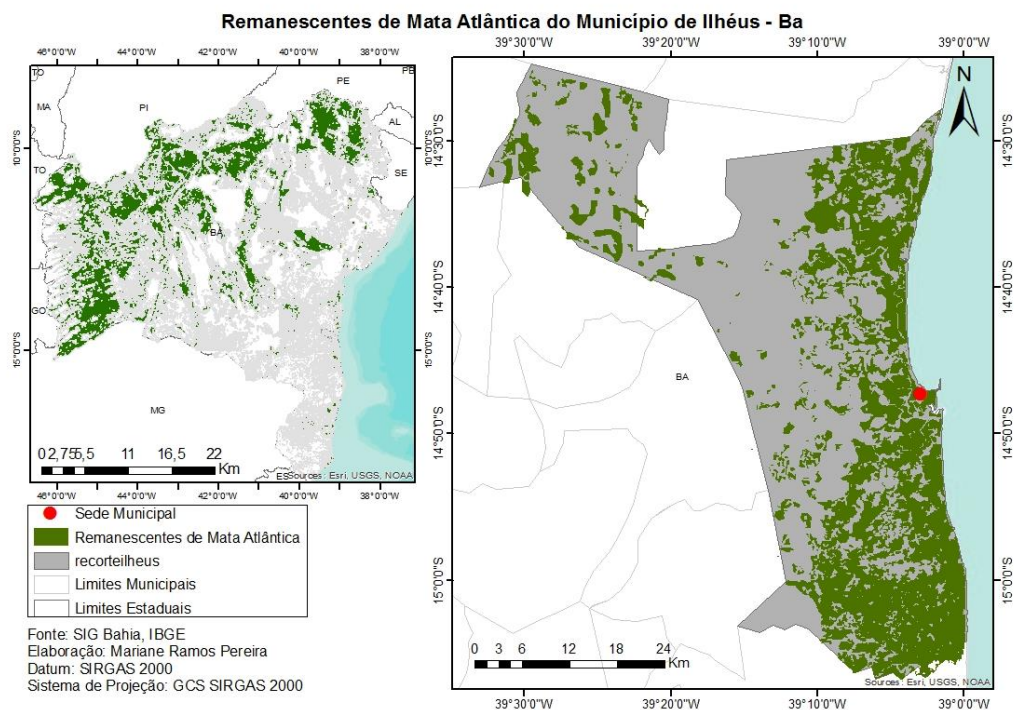 Remanescentes de Mata Atlântica do Município de Ilhéus - Ba
46°0'0"W 44°0'0"W 42°0'0"W 40°0'0"W 38°0'0"W
TO
PB
PE
MA
PI
AL
10°0'0"S
10°0'0"S
TO
SE
BA
GO
15°0'0"S
15°0'0"S
MG
0 2,75 5,5 11 16,5 22
Km
ES
Sources: Esri, USGS, NOAA
46°0'0"W 44°0'0"W 42°0'0"W 40°0'0"W 38°0'0"W
Sede Municipal
Remanescentes de Mata Atlântica
recorteilheus
Limites Municipais
Limites Estaduais
Fonte: SIG Bahia, IBGE
Elaboração: Mariane Ramos Pereira
Datum: SIRGAS 2000
Sistema de Projeção: GCS SIRGAS 2000
39°30'0"W 39°20'0"W 39°10'0"W 39°0'0"W
N
14°30'0"S
14°30'0"S
14°40'0"S
14°40'0"S
BA
14°50'0"S
14°50'0"S
15°0'0"S
15°0'0"S
0 3 6 12 18 24
Km
Sources: Esri, USGS, NOAA
39°30'0"W 39°20'0"W 39°10'0"W 39°0'0"W